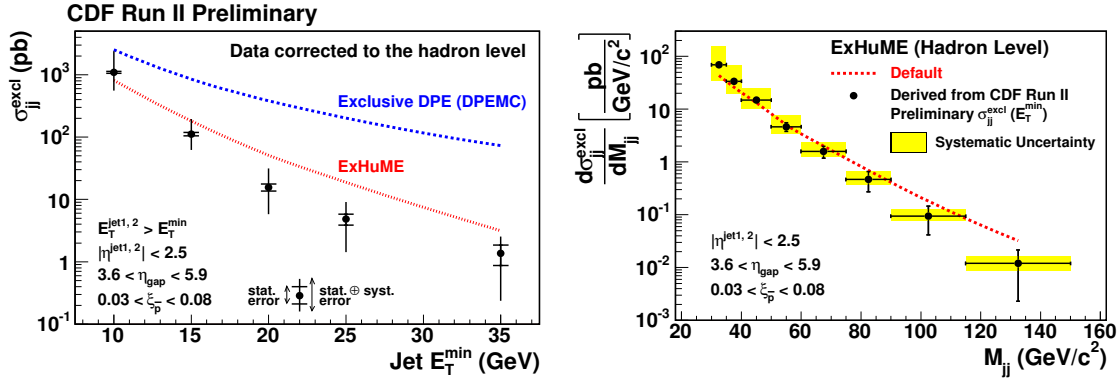 CDF Run II Preliminary
σ_jj^excl (pb)
Data corrected to the hadron level
Exclusive DPE (DPEMC)
ExHuME
E_T^jet1, 2 > E_T^min
|η^jet1, 2| < 2.5
3.6 < η_gap < 5.9
0.03 < ξ_p̄ < 0.08
stat. error
stat. ⊕ syst. error
10^3
10^2
10
1
10^-1
10 15 20 25 30 35
Jet E_T^min (GeV)
dσ_jj^excl / dM_jj [pb / GeV/c^2]
ExHuME (Hadron Level)
Default
Derived from CDF Run II
Preliminary σ_jj^excl (E_T^min)
Systematic Uncertainty
|η^jet1, 2| < 2.5
3.6 < η_gap < 5.9
0.03 < ξ_p̄ < 0.08
10^2
10
1
10^-1
10^-2
10^-3
20 40 60 80 100 120 140 160
M_jj (GeV/c^2)